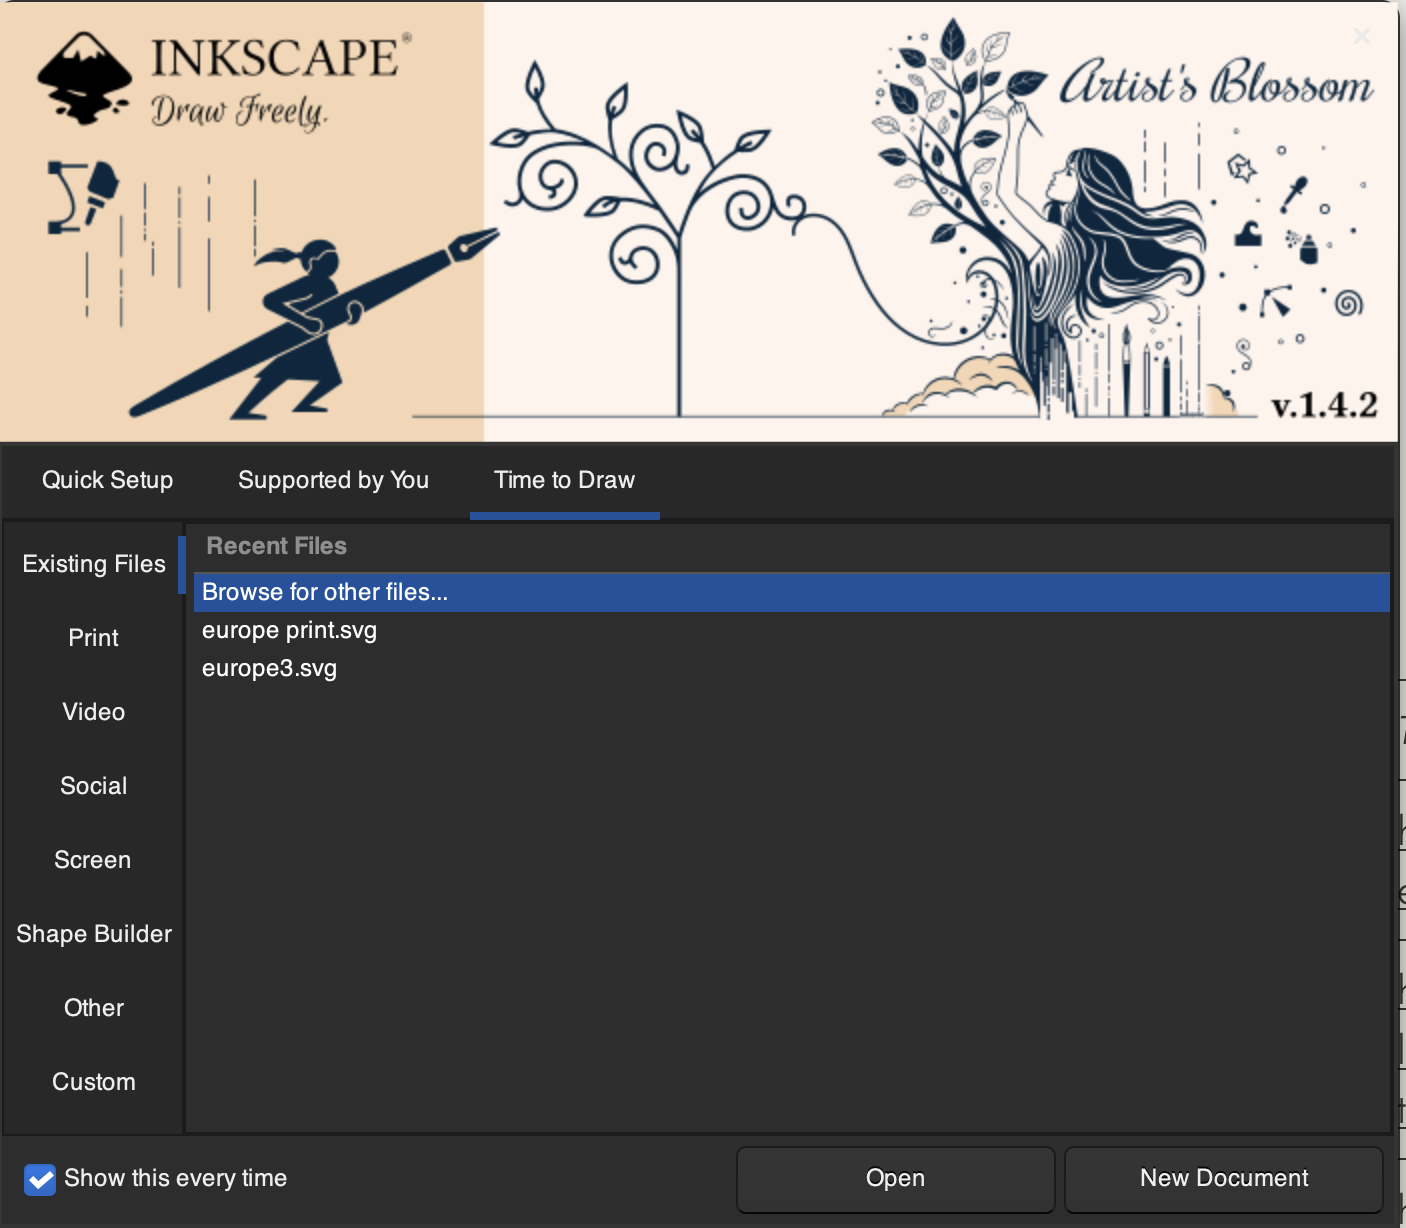 INKSCAPE®
Draw Freely.
Artist's Blossom
v.1.4.2
Quick Setup
Supported by You
Time to Draw
Existing Files
Print
Video
Social
Screen
Shape Builder
Other
Custom
Recent Files
Browse for other files...
europe print.svg
europe3.svg
Show this every time
Open
New Document